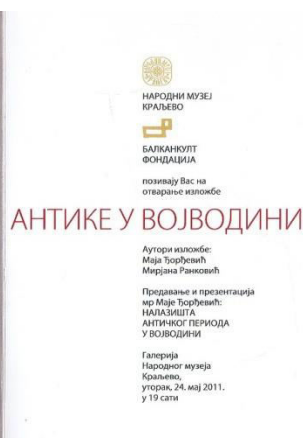 НАРОДНИ МУЗЕЈ
КРАЉЕВО
БАЛКАНКУЛТ
ФОНДАЦИЈА
позивају Вас на
отварање изложбе
АНТИКЕ У ВОЈВОДИНИ
Аутори изложбе:
Маја Ђорђевић
Мирјана Ранковић
Предавање и презентација
мр Маје Ђорђевић:
НАЛАЗИШТА
АНТИЧКОГ ПЕРИОДА
У ВОЈВОДИНИ
Галерија
Народног музеја
Краљево,
уторак, 24. мај 2011.
у 19 сати